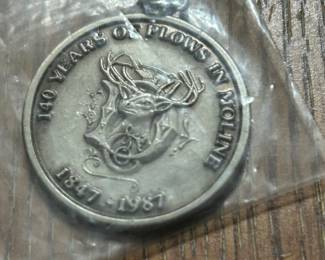 140 YEARS OF PLOWS IN MOLINE
1847 · 1987